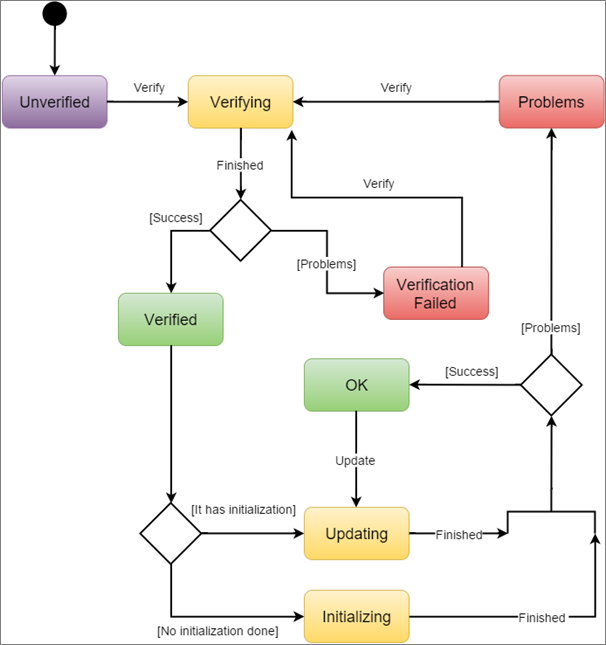 Verify
Verify
Unverified
Verifying
Problems
Finished
Verify
[Success]
[Problems]
Verification
Failed
Verified
[Problems]
[Success]
OK
Update
[It has initialization]
Updating
Finished
Initializing
Finished
[No initialization done]